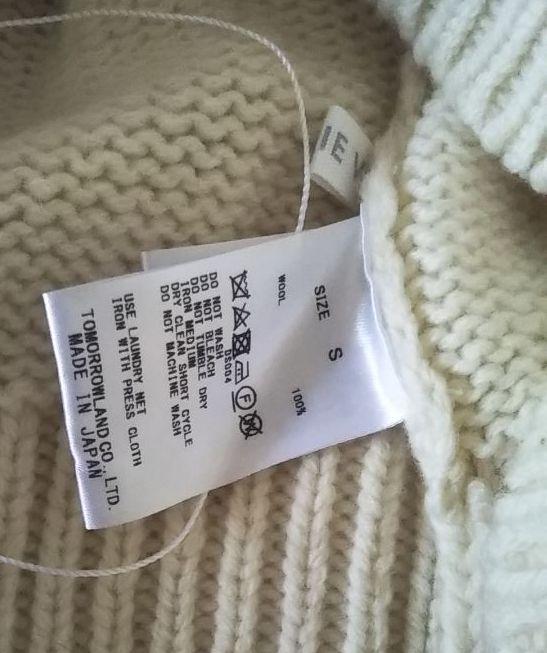 SIZE S
WOOL 100%
DS004
DO NOT WASH
DO NOT BLEACH
DO NOT TUMBLE DRY
IRON MEDIUM
DRY CLEAN SHORT CYCLE
DO NOT MACHINE WASH
USE LAUNDRY NET
IRON WITH PRESS CLOTH
TOMORROWLAND CO., LTD.
MADE IN JAPAN